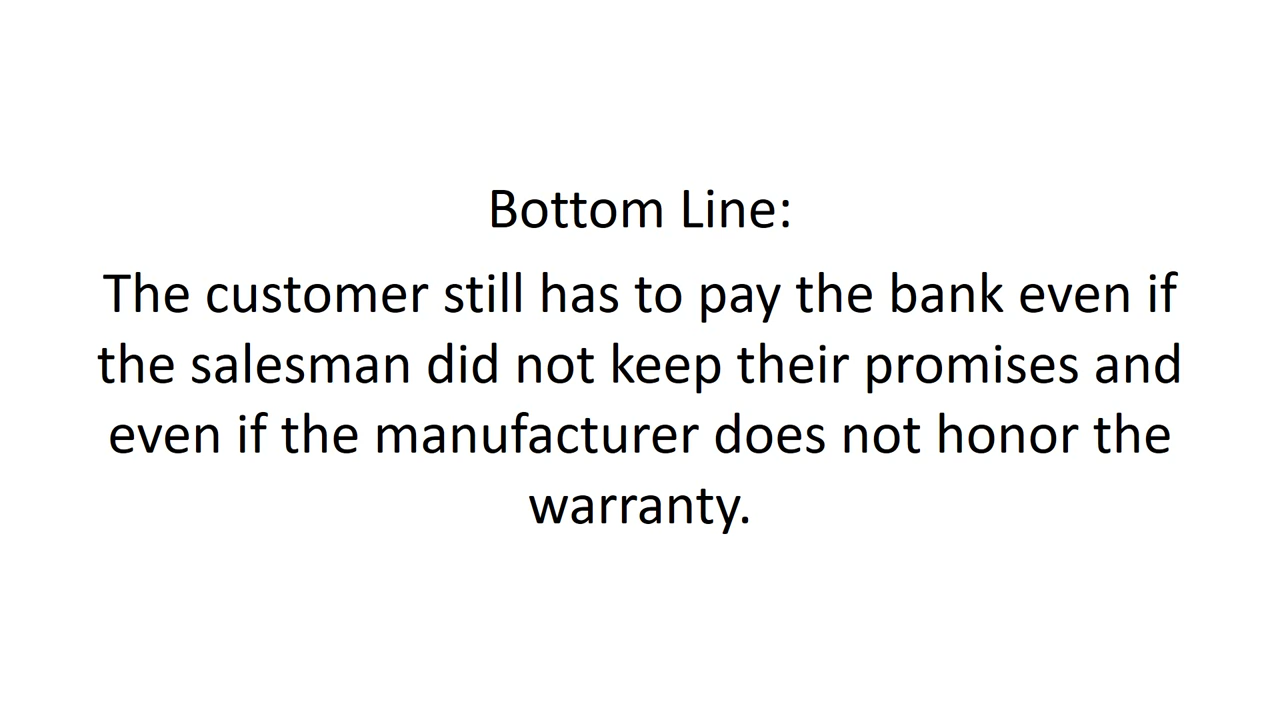 Bottom Line:
The customer still has to pay the bank even if
the salesman did not keep their promises and
even if the manufacturer does not honor the
warranty.